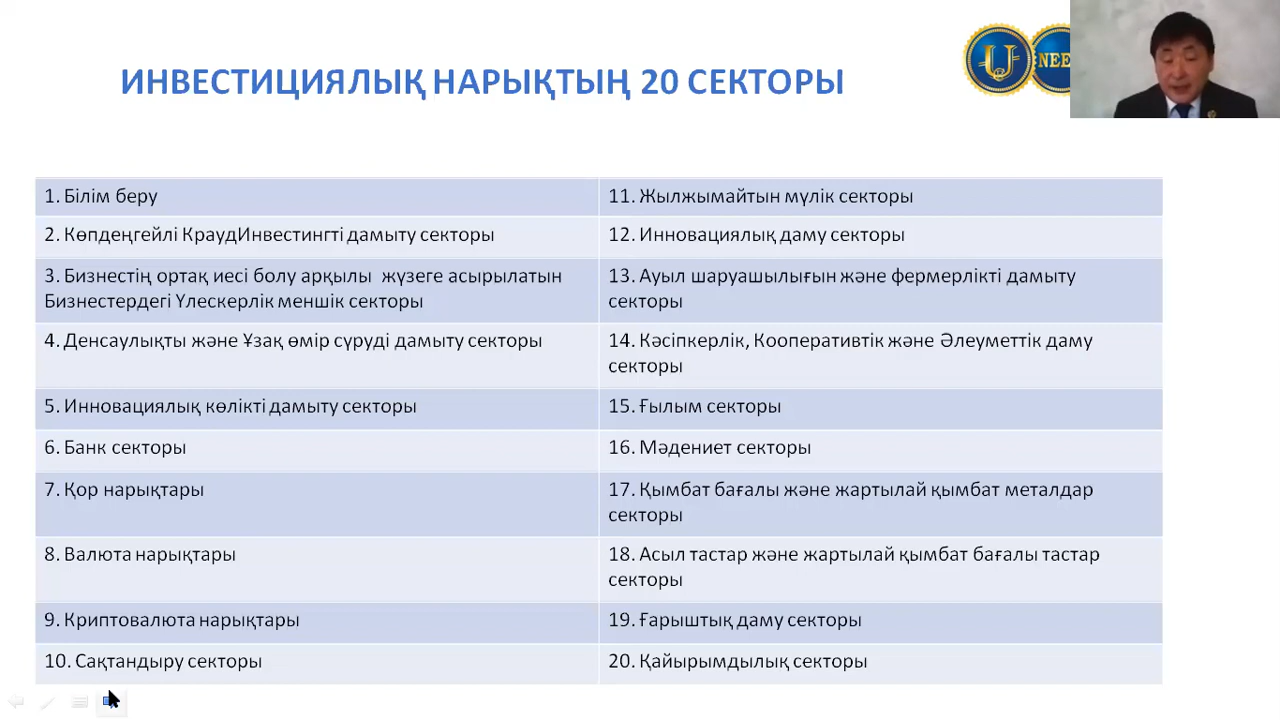 ИНВЕСТИЦИЯЛЫҚ НАРЫҚТЫҢ 20 СЕКТОРЫ
U
NEE
1. Білім беру
2. Көпдеңгейлі КраудИнвестингті дамыту секторы
3. Бизнестің ортақ иесі болу арқылы жүзеге асырылатын
Бизнестердегі Үлескерлік меншік секторы
4. Денсаулықты және Ұзақ өмір сүруді дамыту секторы
5. Инновациялық көлікті дамыту секторы
6. Банк секторы
7. Қор нарықтары
8. Валюта нарықтары
9. Криптовалюта нарықтары
10. Сақтандыру секторы
11. Жылжымайтын мүлік секторы
12. Инновациялық даму секторы
13. Ауыл шаруашылығын және фермерлікті дамыту
секторы
14. Кәсіпкерлік, Кооперативтік және Әлеуметтік даму
секторы
15. Ғылым секторы
16. Мәдениет секторы
17. Қымбат бағалы және жартылай қымбат металдар
секторы
18. Асыл тастар және жартылай қымбат бағалы тастар
секторы
19. Ғарыштық даму секторы
20. Қайырымдылық секторы